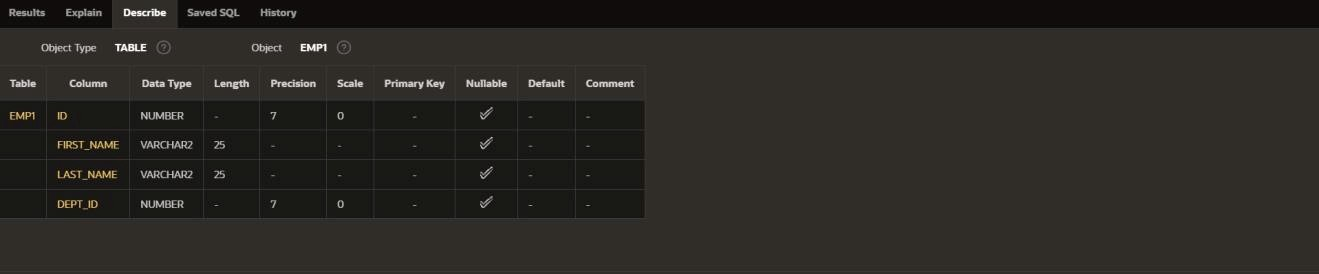 Results Explain Describe Saved SQL History
Object Type TABLE ? Object EMP1 ?
Table Column Data Type Length Precision Scale Primary Key Nullable Default Comment
EMP1 ID NUMBER - 7 0 - - -
FIRST_NAME VARCHAR2 25 - - - - -
LAST_NAME VARCHAR2 25 - - - - -
DEPT_ID NUMBER - 7 0 - - -